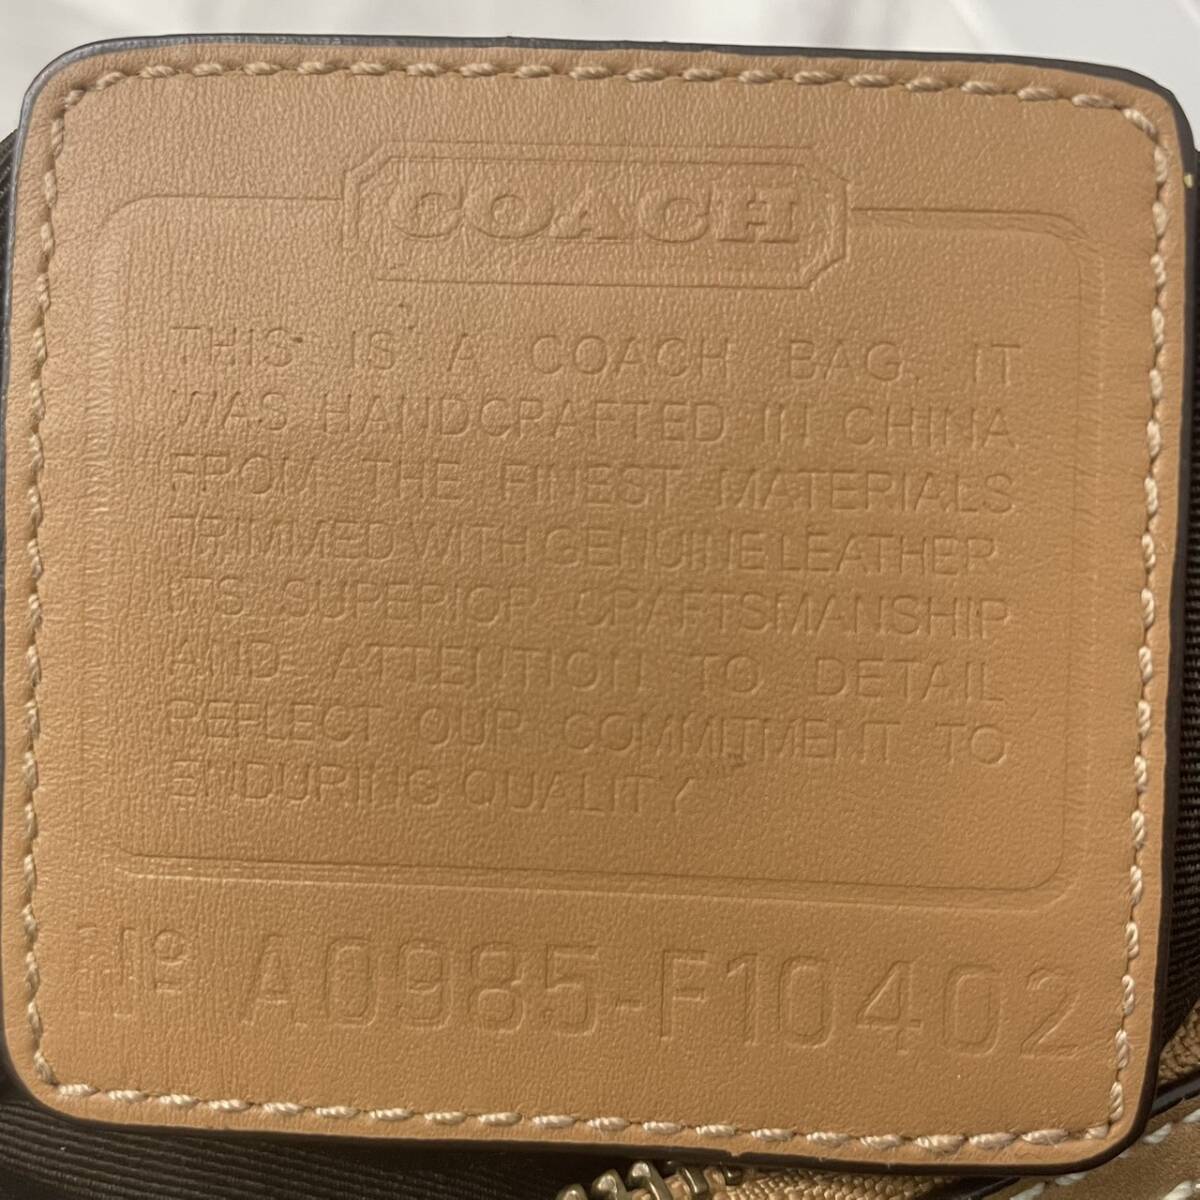 COACH
THIS IS A COACH BAG. IT
WAS HANDCRAFTED IN CHINA
FROM THE FINEST MATERIALS
TRIMMED WITH GENUINE LEATHER
ITS SUPERIOR CRAFTSMANSHIP
AND ATTENTION TO DETAIL
REFLECT OUR COMMITMENT TO
ENDURING QUALITY
Nº A0985-F10402